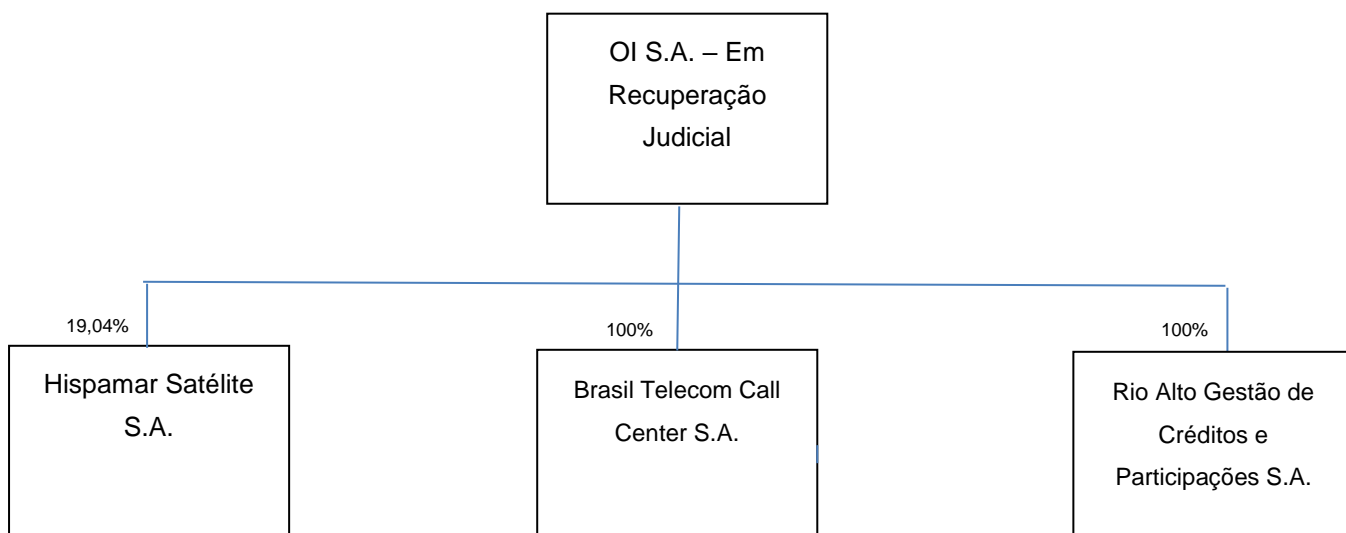 OI S.A. – Em
Recuperação
Judicial
19,04%
100%
100%
Hispamar Satélite
S.A.
Brasil Telecom Call
Center S.A.
Rio Alto Gestão de
Créditos e
Participações S.A.